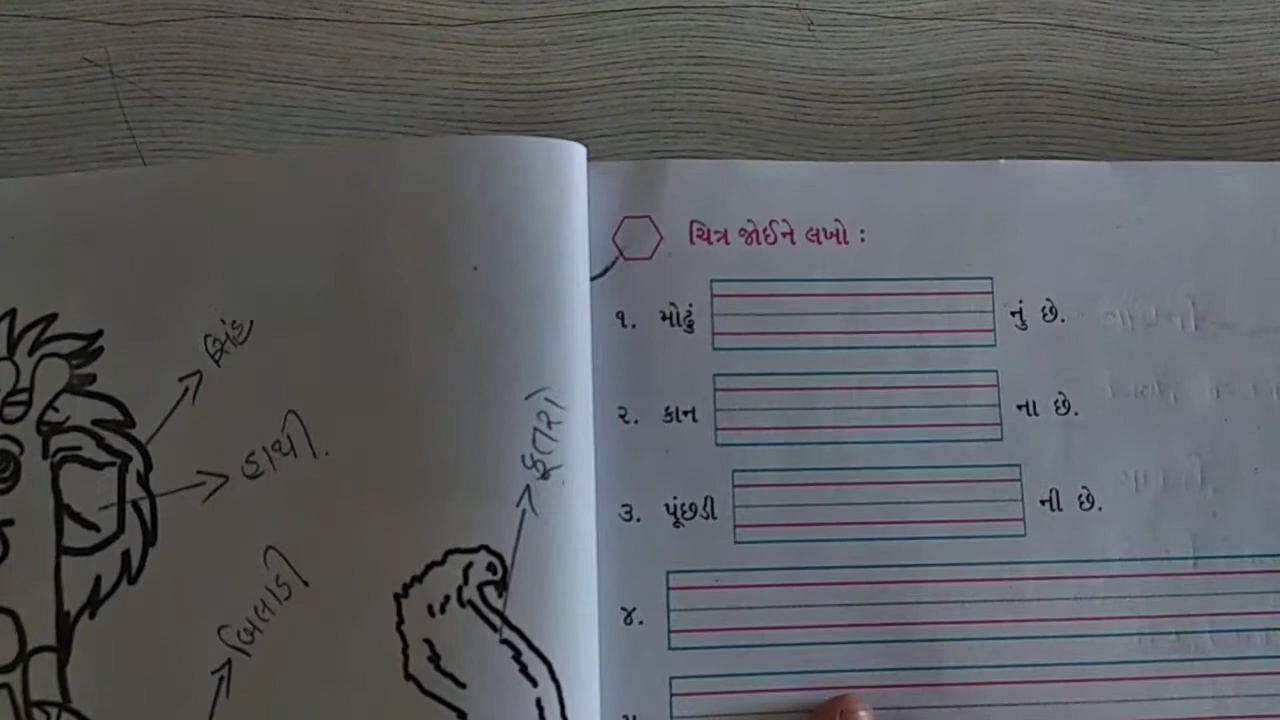 સિંહ
હાથી.
કૂતરો
બિલાડી
ચિત્ર જોઈને લખો :
૧. મોઢું નું છે.
૨. કાન ના છે.
૩. પૂંછડી ની છે.
૪.